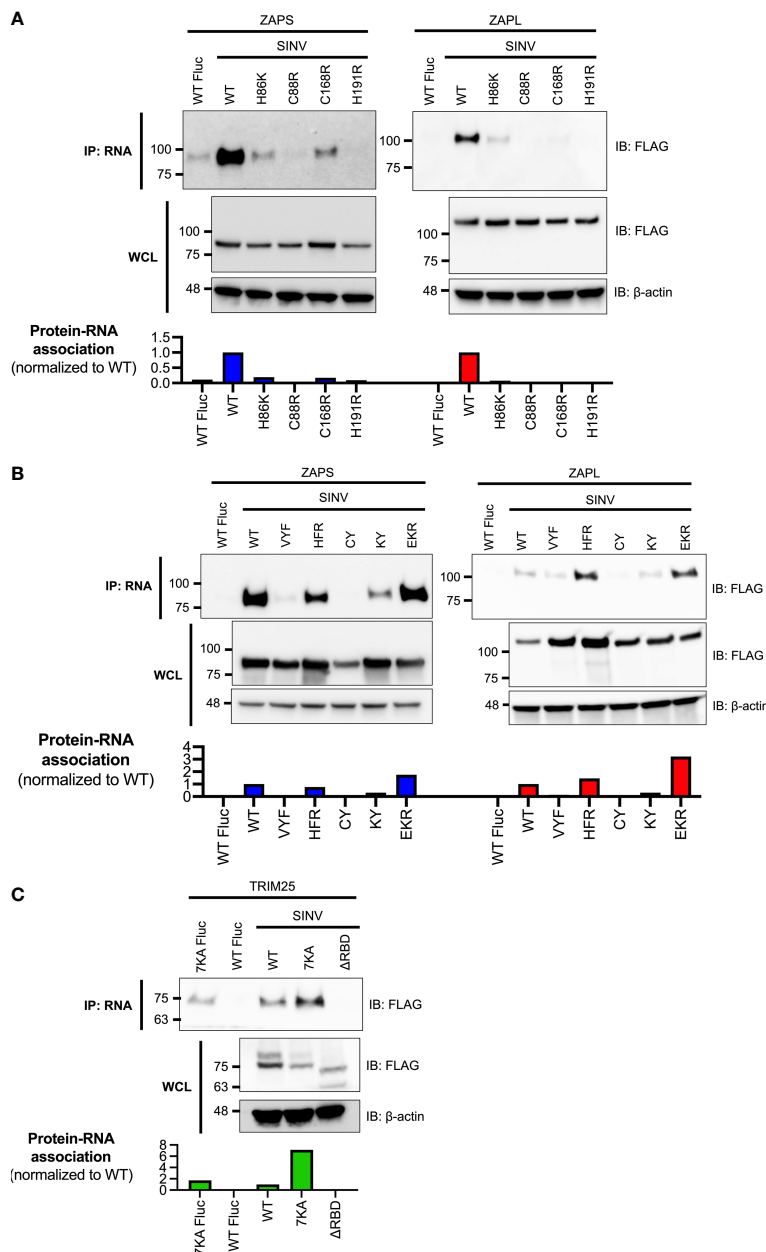 A
ZAPS
ZAPL
SINV
SINV
WT Fluc
WT
H86K
C88R
C168R
H191R
WT Fluc
WT
H86K
C88R
C168R
H191R
IP: RNA
100
75
100
75
IB: FLAG
WCL
100
75
100
75
IB: FLAG
48
48
IB: β-actin
Protein-RNA
association
(normalized to WT)
1.5
1.0
0.5
0.0
WT Fluc
WT
H86K
C88R
C168R
H191R
WT Fluc
WT
H86K
C88R
C168R
H191R
B
ZAPS
ZAPL
SINV
SINV
WT Fluc
WT
VYF
HFR
CY
KY
EKR
WT Fluc
WT
VYF
HFR
CY
KY
EKR
IP: RNA
100
75
100
75
IB: FLAG
WCL
100
75
100
75
IB: FLAG
48
48
IB: β-actir
Protein-RNA
association
(normalized to WT)
4
3
2
1
0
WT Fluc
WT
VYF
HFR
CY
KY
EKR
WT Fluc
WT
VYF
HFR
CY
KY
EKR
C
TRIM25
SINV
7KA Fluc
WT Fluc
WT
7KA
ΔRBD
IP: RNA
75
63
IB: FLAG
WCL
75
63
IB: FLAG
48
IB: β-actin
Protein-RNA
association
(normalized to WT)
8
6
4
2
0
7KA Fluc
WT Fluc
WT
7KA
ΔRBD